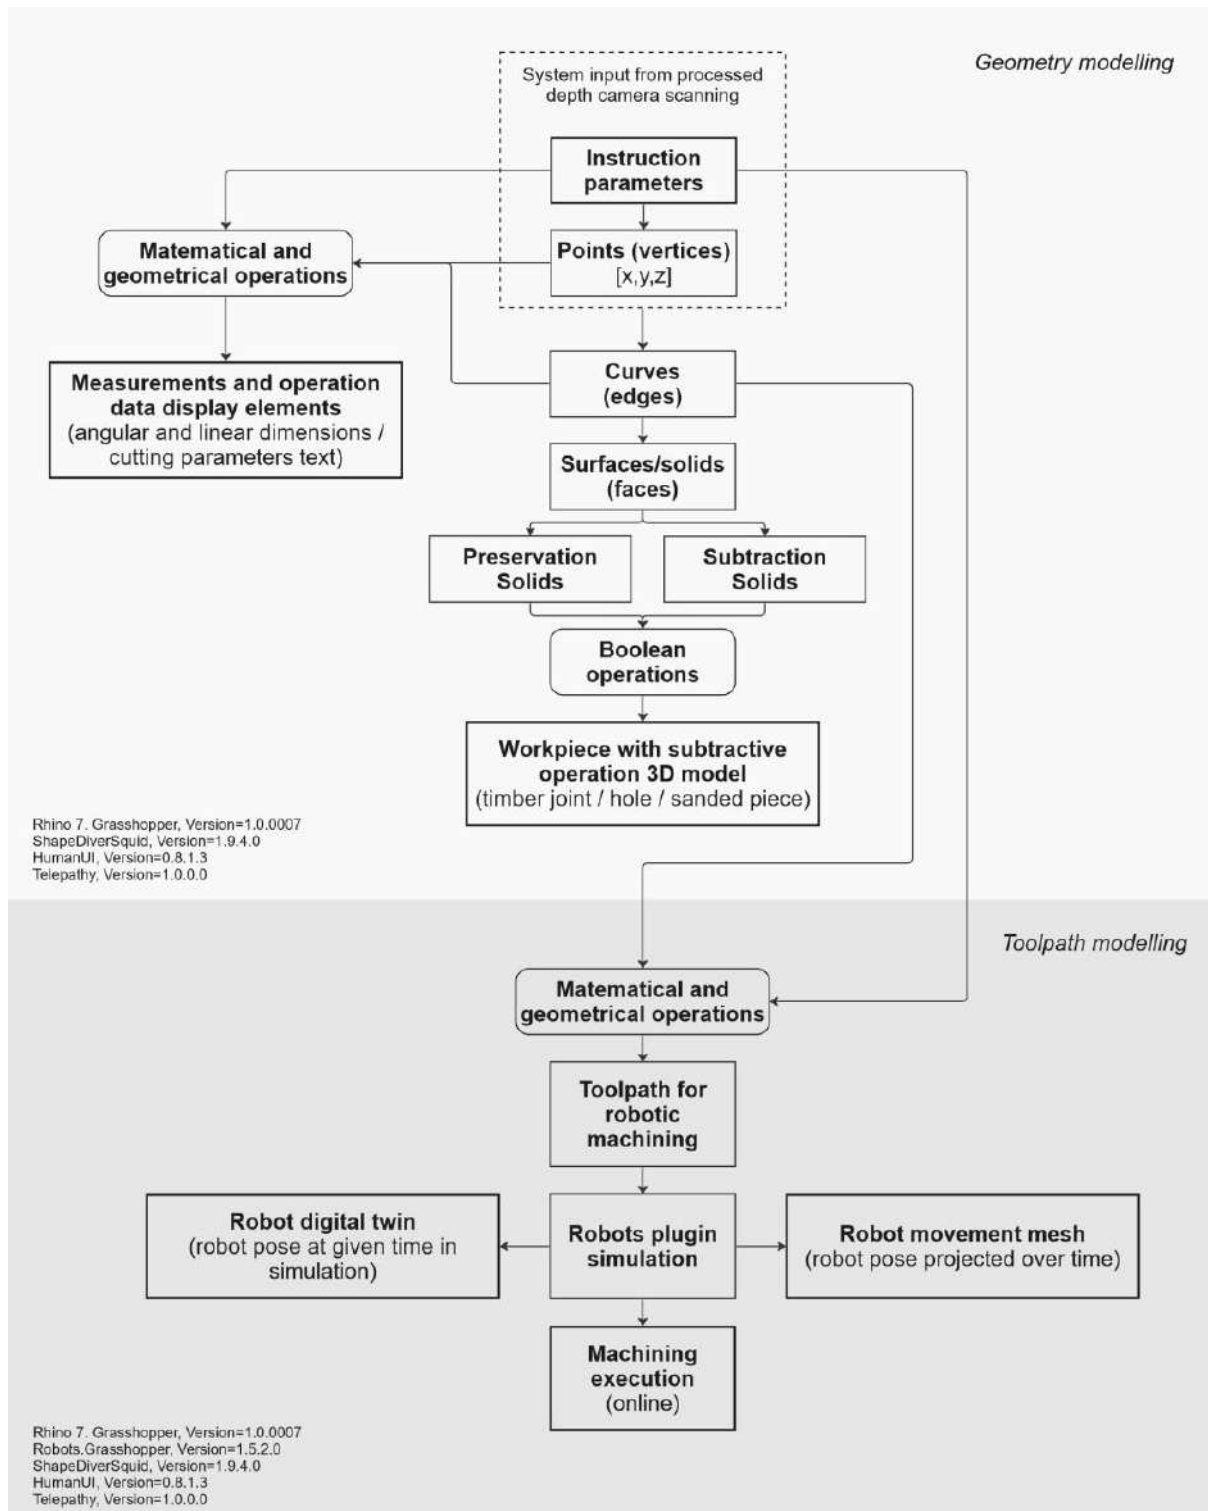 Geometry modelling
System input from processed
depth camera scanning
Instruction
parameters
Points (vertices)
[x,y,z]
Matematical and
geometrical operations
Measurements and operation
data display elements
(angular and linear dimensions /
cutting parameters text)
Curves
(edges)
Surfaces/solids
(faces)
Preservation
Solids
Subtraction
Solids
Boolean
operations
Workpiece with subtractive
operation 3D model
(timber joint / hole / sanded piece)
Rhino 7. Grasshopper, Version=1.0.0007
ShapeDiverSquid, Version=1.9.4.0
HumanUI, Version=0.8.1.3
Telepathy, Version=1.0.0.0
Toolpath modelling
Matematical and
geometrical operations
Toolpath for
robotic
machining
Robot digital twin
(robot pose at given time in
simulation)
Robots plugin
simulation
Robot movement mesh
(robot pose projected over time)
Machining
execution
(online)
Rhino 7. Grasshopper, Version=1.0.0007
Robots.Grasshopper, Version=1.5.2.0
ShapeDiverSquid, Version=1.9.4.0
HumanUI, Version=0.8.1.3
Telepathy, Version=1.0.0.0